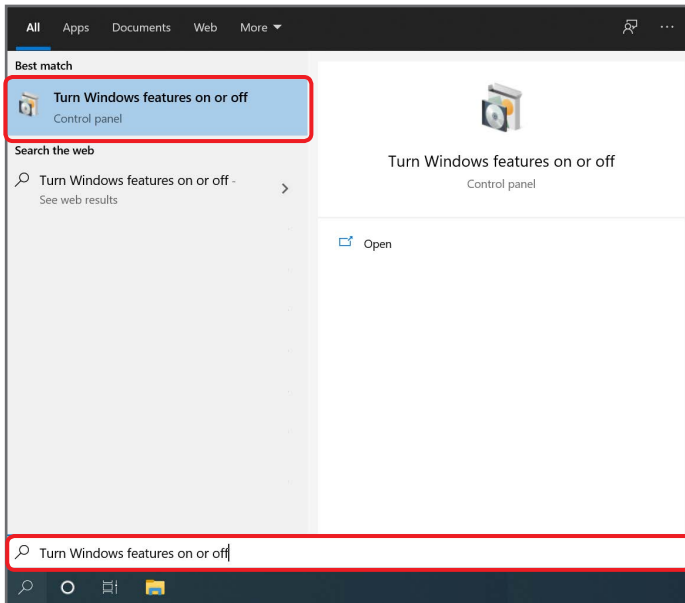 All Apps Documents Web More
Best match
Turn Windows features on or off
Control panel
Search the web
Turn Windows features on or off -
See web results
Turn Windows features on or off
Control panel
Open
Turn Windows features on or off